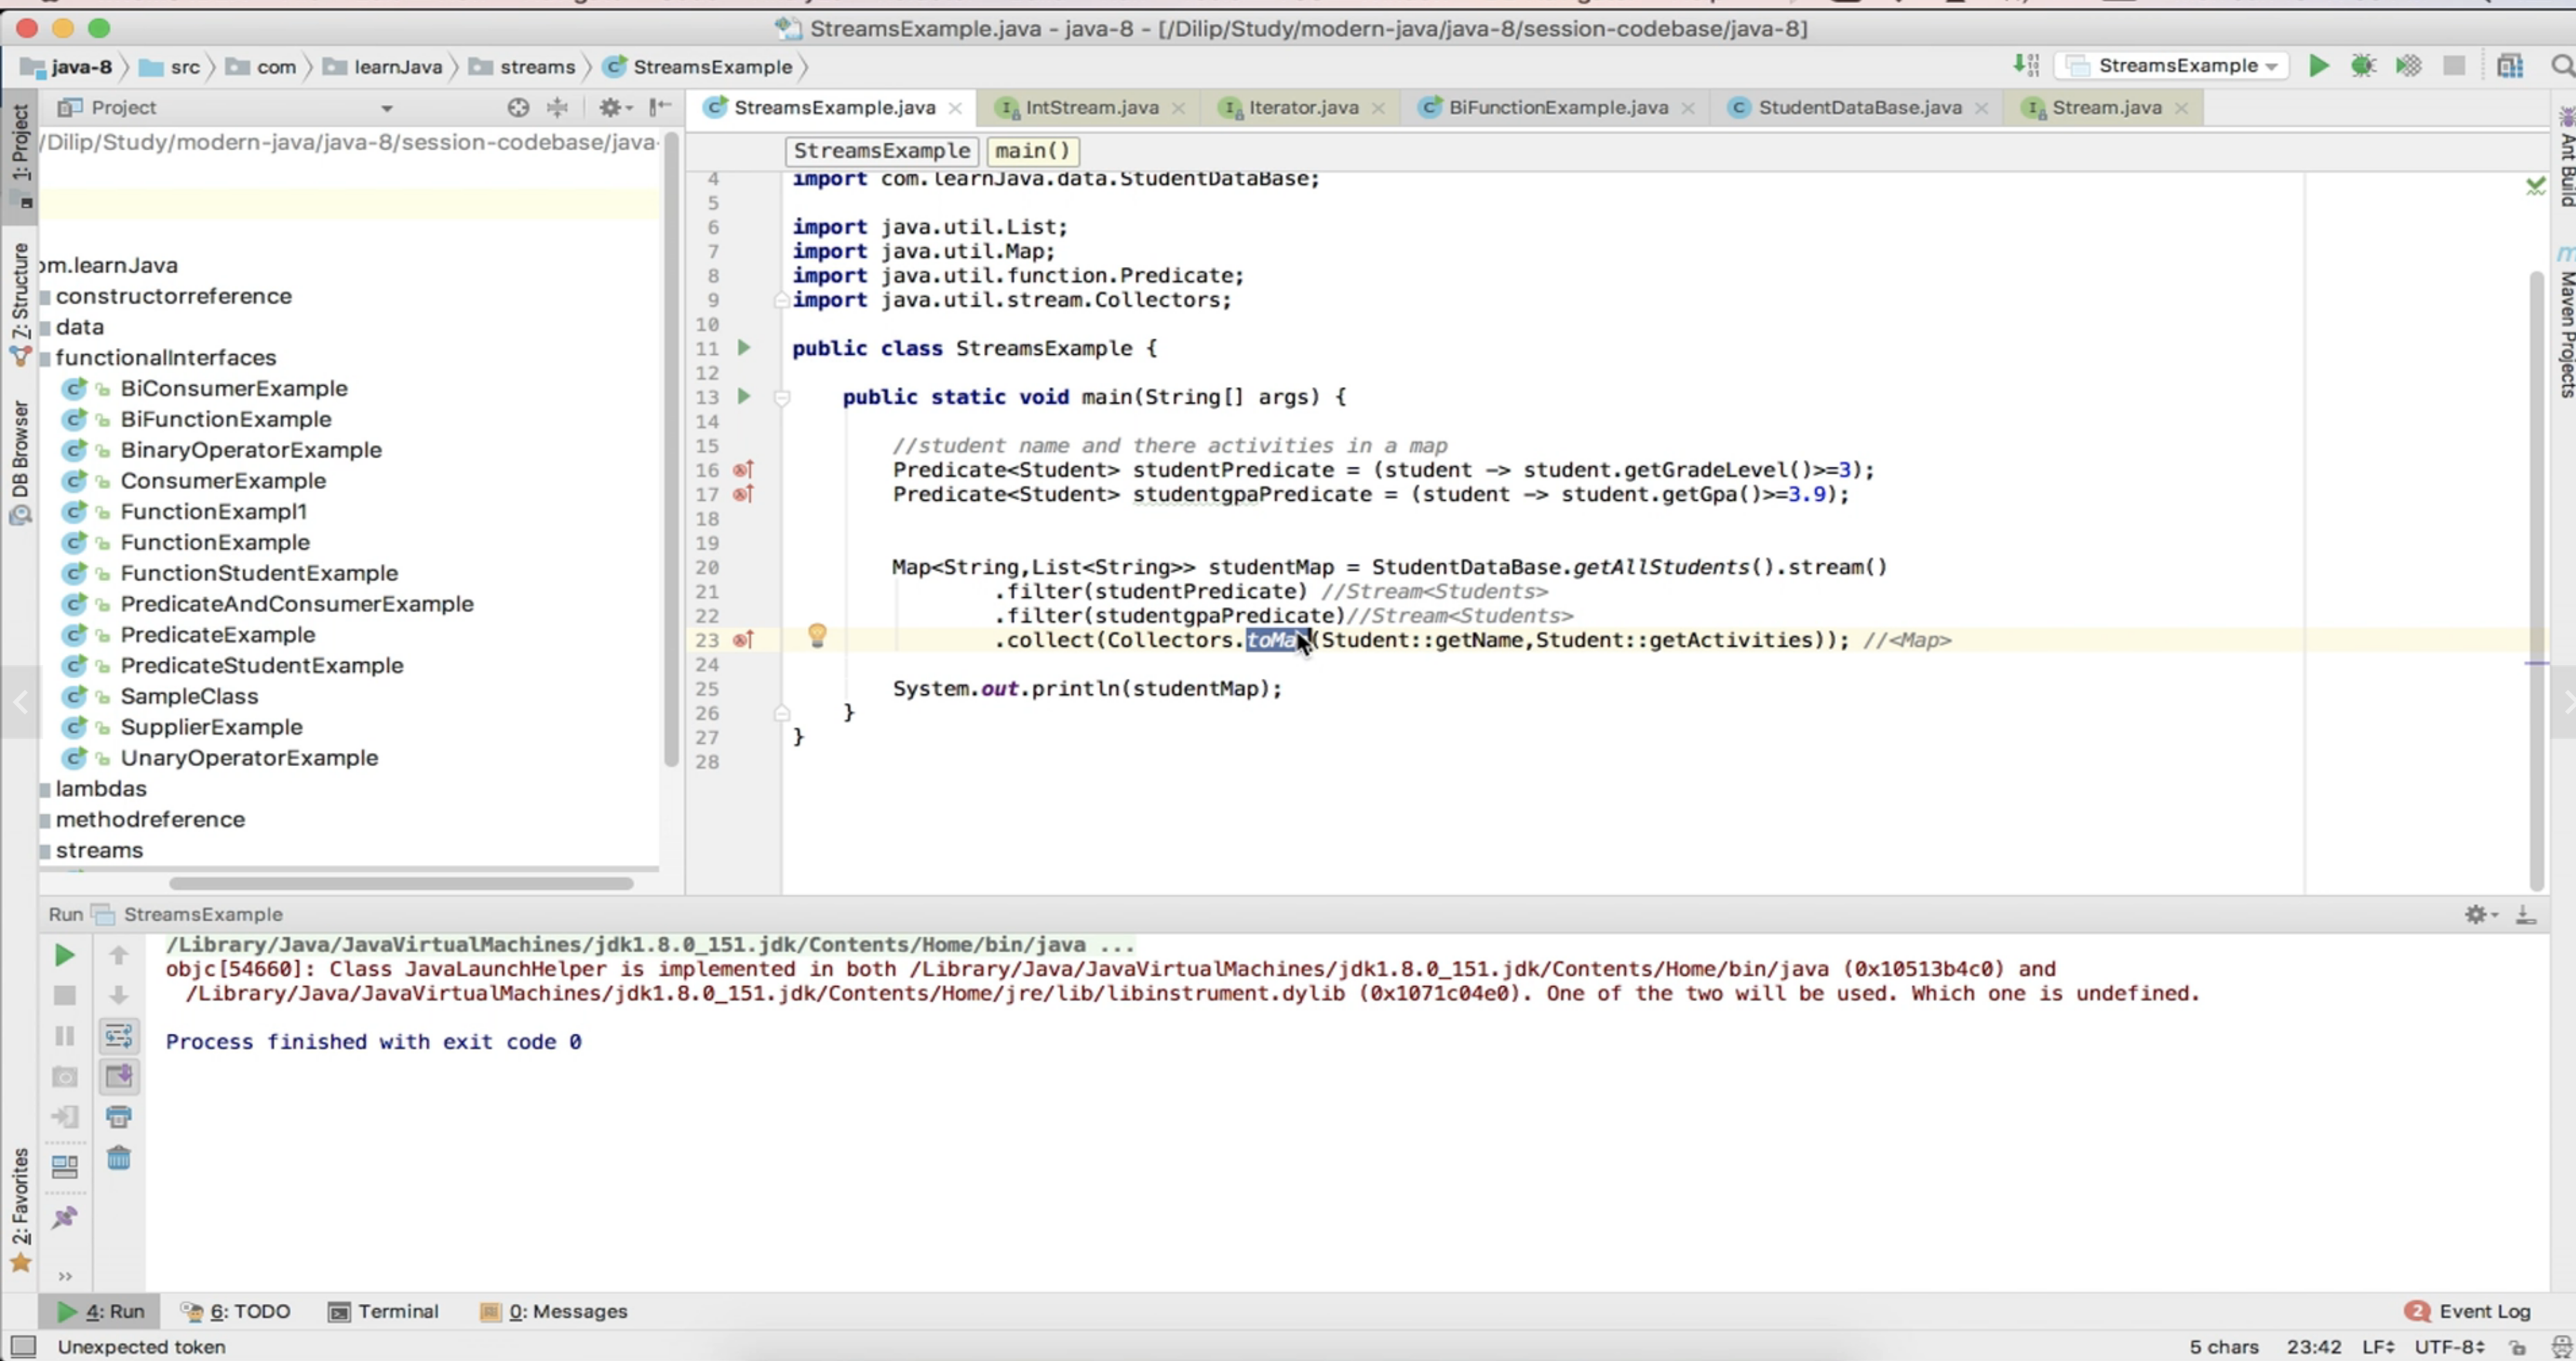 StreamsExample.java - java-8 - [/Dilip/Study/modern-java/java-8/session-codebase/java-8]
java-8 src com learnJava streams StreamsExample
StreamsExample
Project
StreamsExample.java IntStream.java Iterator.java BiFunctionExample.java StudentDataBase.java Stream.java
/Dilip/Study/modern-java/java-8/session-codebase/java-
StreamsExample main()
om.learnJava
constructorreference
data
functionalInterfaces
BiConsumerExample
BiFunctionExample
BinaryOperatorExample
ConsumerExample
FunctionExampl1
FunctionExample
FunctionStudentExample
PredicateAndConsumerExample
PredicateExample
PredicateStudentExample
SampleClass
SupplierExample
UnaryOperatorExample
lambdas
methodreference
streams
4 import com.learnJava.data.StudentDataBase;
5
6 import java.util.List;
7 import java.util.Map;
8 import java.util.function.Predicate;
9 import java.util.stream.Collectors;
10
11 public class StreamsExample {
12
13 public static void main(String[] args) {
14
15 //student name and there activities in a map
16 Predicate<Student> studentPredicate = (student -> student.getGradeLevel()>=3);
17 Predicate<Student> studentgpaPredicate = (student -> student.getGpa()>=3.9);
18
19
20 Map<String,List<String>> studentMap = StudentDataBase.getAllStudents().stream()
21 .filter(studentPredicate) //Stream<Students>
22 .filter(studentgpaPredicate)//Stream<Students>
23 .collect(Collectors.toMap(Student::getName,Student::getActivities)); //<Map>
24
25 System.out.println(studentMap);
26 }
27 }
28
1: Project
7: Structure
DB Browser
2: Favorites
Ant Build
Maven Projects
Run StreamsExample
/Library/Java/JavaVirtualMachines/jdk1.8.0_151.jdk/Contents/Home/bin/java ...
objc[54660]: Class JavaLaunchHelper is implemented in both /Library/Java/JavaVirtualMachines/jdk1.8.0_151.jdk/Contents/Home/bin/java (0x10513b4c0) and
/Library/Java/JavaVirtualMachines/jdk1.8.0_151.jdk/Contents/Home/jre/lib/libinstrument.dylib (0x1071c04e0). One of the two will be used. Which one is undefined.
Process finished with exit code 0
4: Run 6: TODO Terminal 0: Messages 2 Event Log
Unexpected token 5 chars 23:42 LF UTF-8